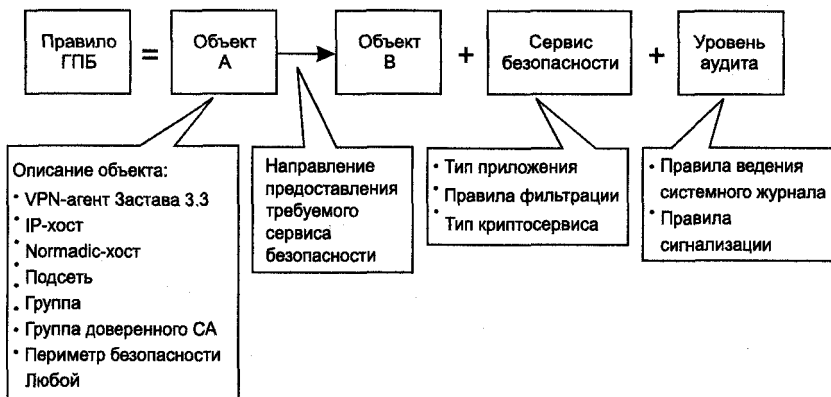 Правило
ГПБ
=
Объект
А
Объект
В
+
Сервис
безопасности
+
Уровень
аудита
Описание объекта:
• VPN-агент Застава 3.3
• IP-хост
• Normadic-хост
• Подсеть
• Группа
• Группа доверенного СА
• Периметр безопасности
Любой
Направление
предоставления
требуемого
сервиса
безопасности
• Тип приложения
• Правила фильтрации
• Тип криптосервиса
• Правила ведения
системного журнала
• Правила
сигнализации